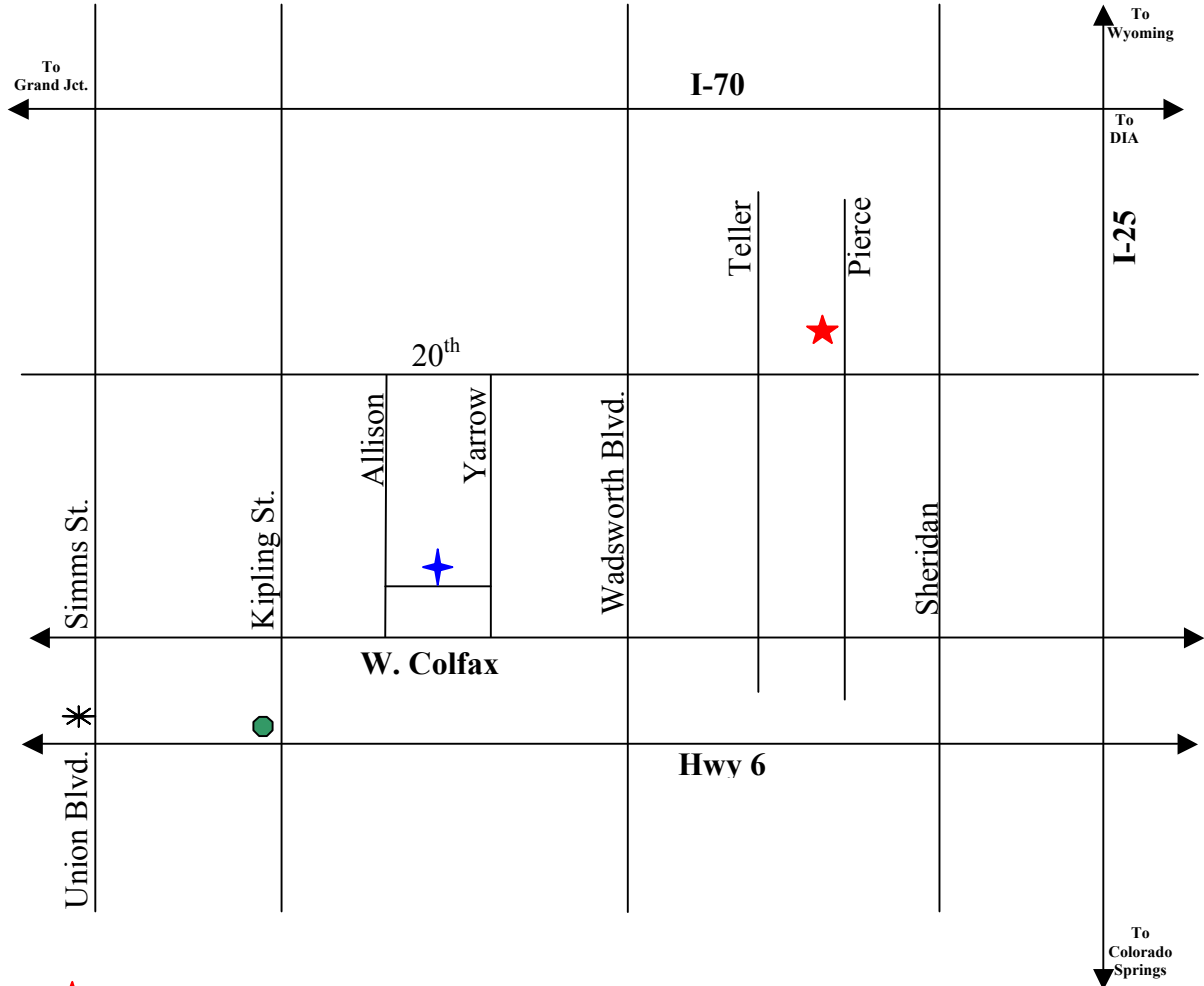 To
Wyoming
To
Grand Jct.
I-70
To
DIA
Teller
Pierce
I-25
20th
Allison
Yarrow
Simms St.
Kipling St.
Wadsworth Blvd.
Sheridan
W. Colfax
Union Blvd.
Hwy 6
To
Colorado
Springs